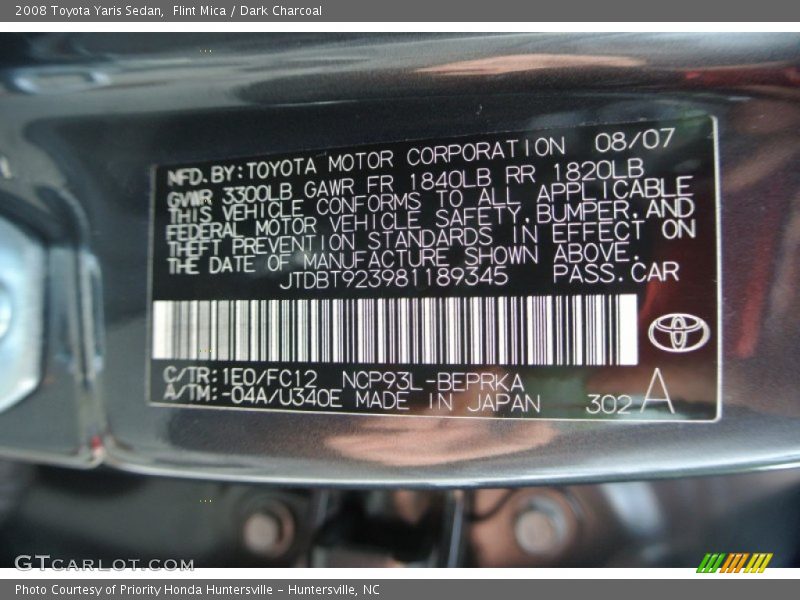 2008 Toyota Yaris Sedan,  Flint Mica / Dark Charcoal
MFD. BY: TOYOTA MOTOR CORPORATION 08/07
GVWR 3300LB GAWR FR 1840LB RR 1820LB
THIS VEHICLE CONFORMS TO ALL APPLICABLE
FEDERAL MOTOR VEHICLE SAFETY, BUMPER, AND
THEFT PREVENTION STANDARDS IN EFFECT ON
THE DATE OF MANUFACTURE SHOWN ABOVE.
JTDBT923981189345 PASS. CAR
C/TR: 1E0/FC12 NCP93L-BEPRKA
A/TM: -04A/U340E MADE IN JAPAN 302 A
GTCARLOT.COM
Photo Courtesy of Priority Honda Huntersville - Huntersville, NC